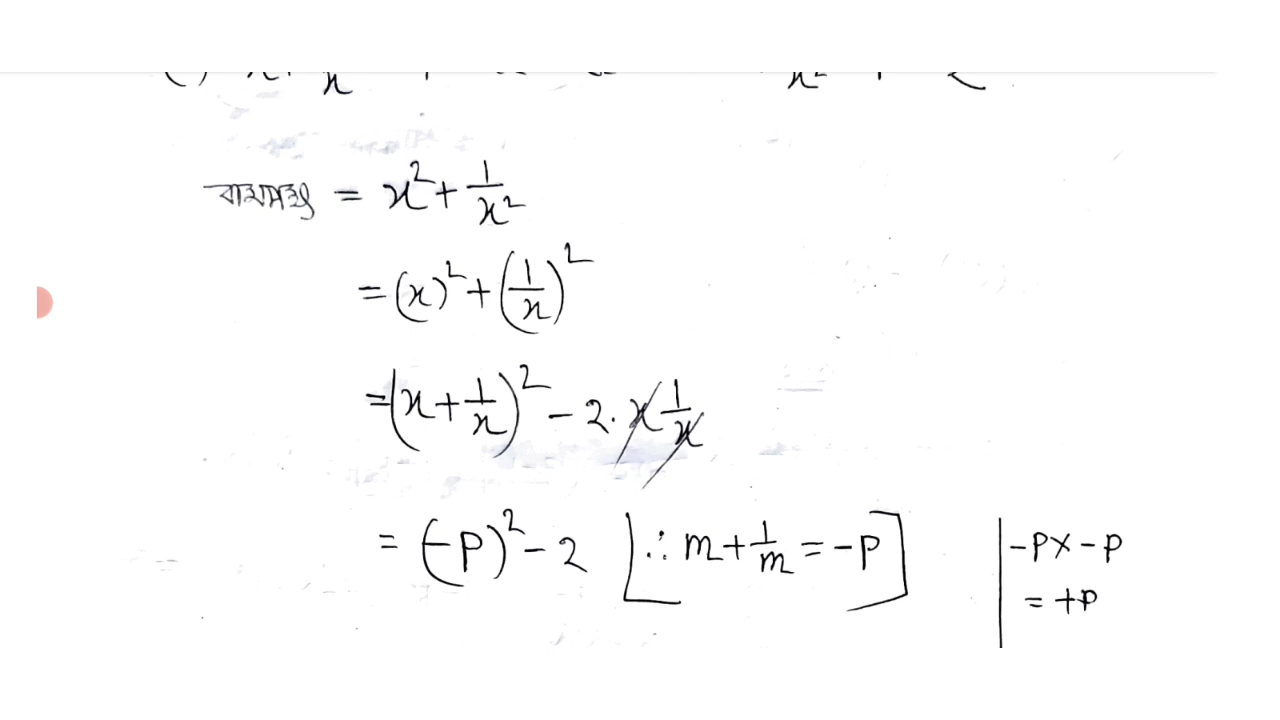 বামপক্ষ = x² + 1/x²
= (x)² + (1/x)²
= (x + 1/x)² - 2. x 1/x
= (-P)² - 2 [∴ m + 1/m = -P]
-P × -P
= +P